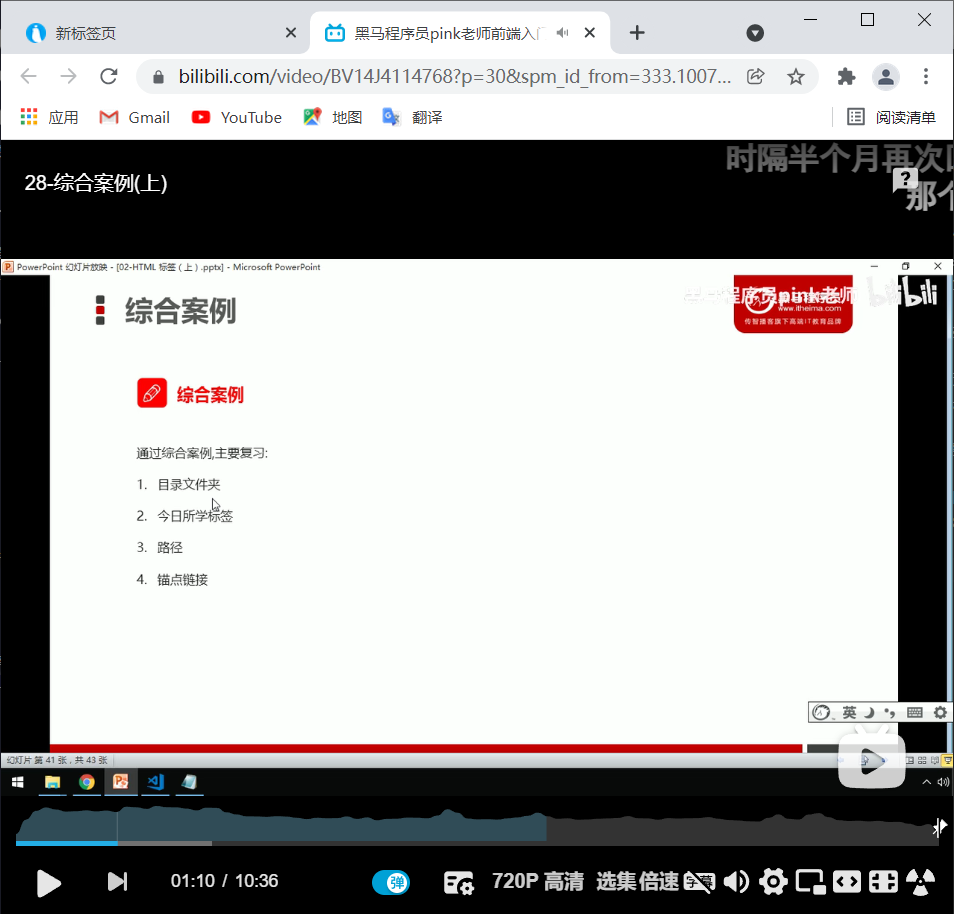 新标签页
黑马程序员pink老师前端入门
bilibili.com/video/BV14J4114768?p=30&spm_id_from=333.1007...
应用 Gmail YouTube 地图 翻译 阅读清单
时隔半个月再次
28-综合案例(上)
那个
PowerPoint 幻灯片放映 - [02-HTML 标签（上）.pptx] - Microsoft PowerPoint
综合案例
黑马程序员pink老师 bilibili
www.itheima.com
传智播客旗下高端IT教育品牌
综合案例
通过综合案例,主要复习:
1. 目录文件夹
2. 今日所学标签
3. 路径
4. 锚点链接
英
幻灯片 第 41 张，共 43 张
01:10 / 10:36
弹
720P 高清 选集 倍速 字幕